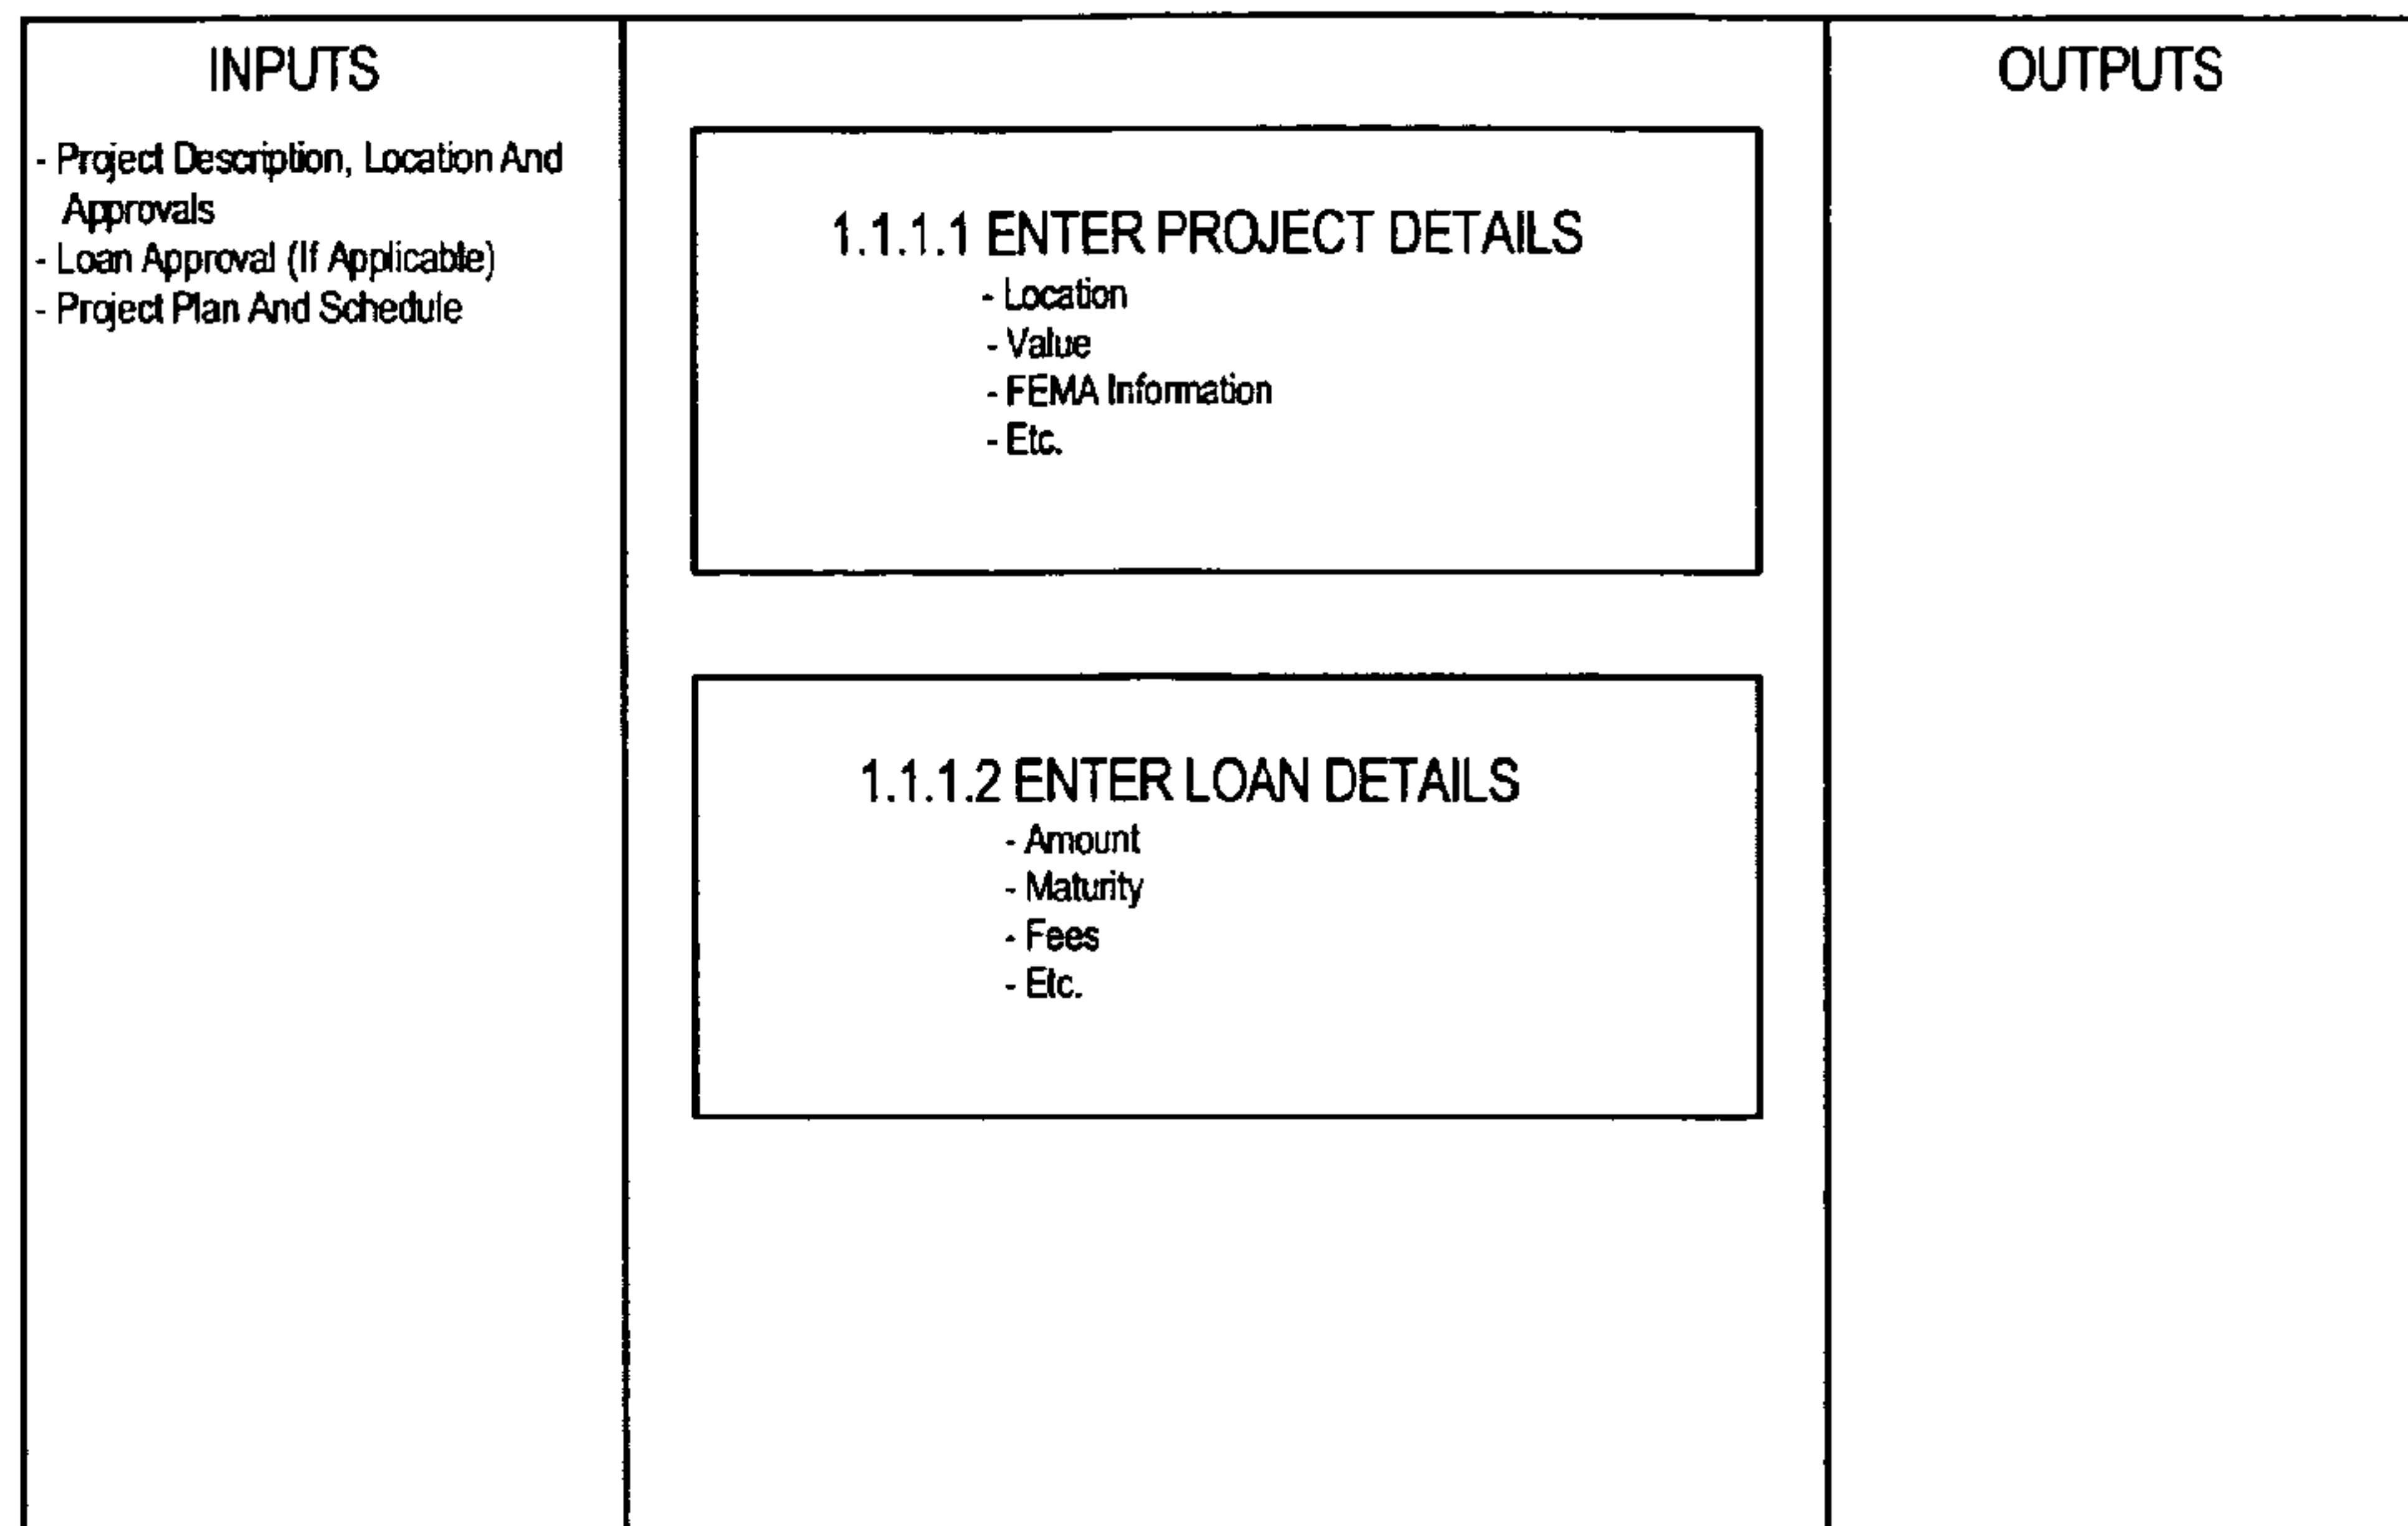 INPUTS
- Project Description, Location And
Approvals
- Loan Approval (If Applicable)
- Project Plan And Schedule
1.1.1.1 ENTER PROJECT DETAILS
- Location
- Value
- FEMA Information
- Etc.
1.1.1.2 ENTER LOAN DETAILS
- Amount
- Maturity
- Fees
- Etc.
OUTPUTS